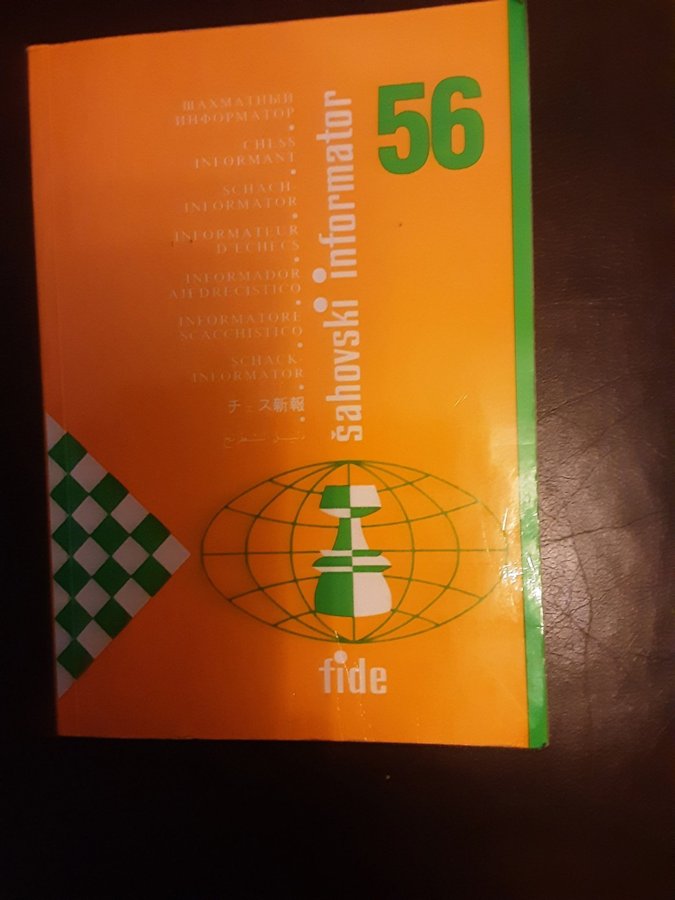 56
šahovski informator
ШАХМАТНЫЙ
ИНФОРМАТОР
CHESS
INFORMANT
SCHACH-
INFORMATOR
INFORMATEUR
D'ECHECS
INFORMADOR
AJEDRECISTICO
INFORMATORE
SCACCHISTICO
SCHACK-
INFORMATOR
チェス新報
fide